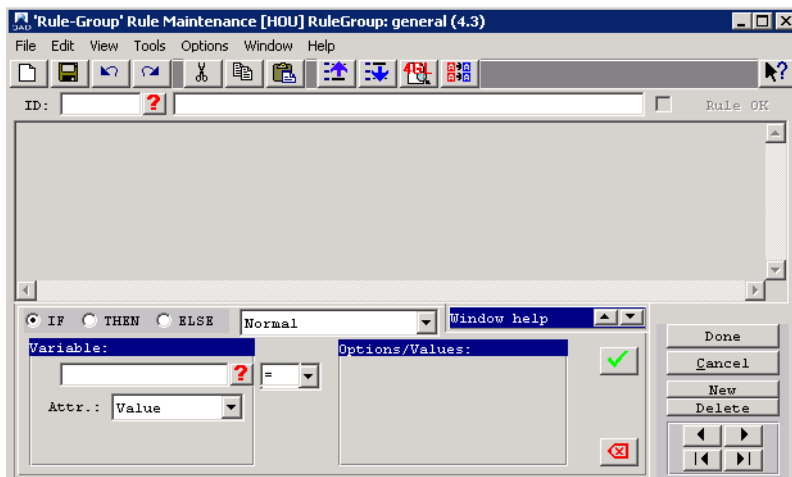 'Rule-Group' Rule Maintenance [HOU] RuleGroup: general (4.3)
File Edit View Tools Options Window Help
ID: ? Rule OK
IF THEN ELSE Normal Window help
Variable: Options/Values:
? =
Attr.: Value
Done
Cancel
New
Delete